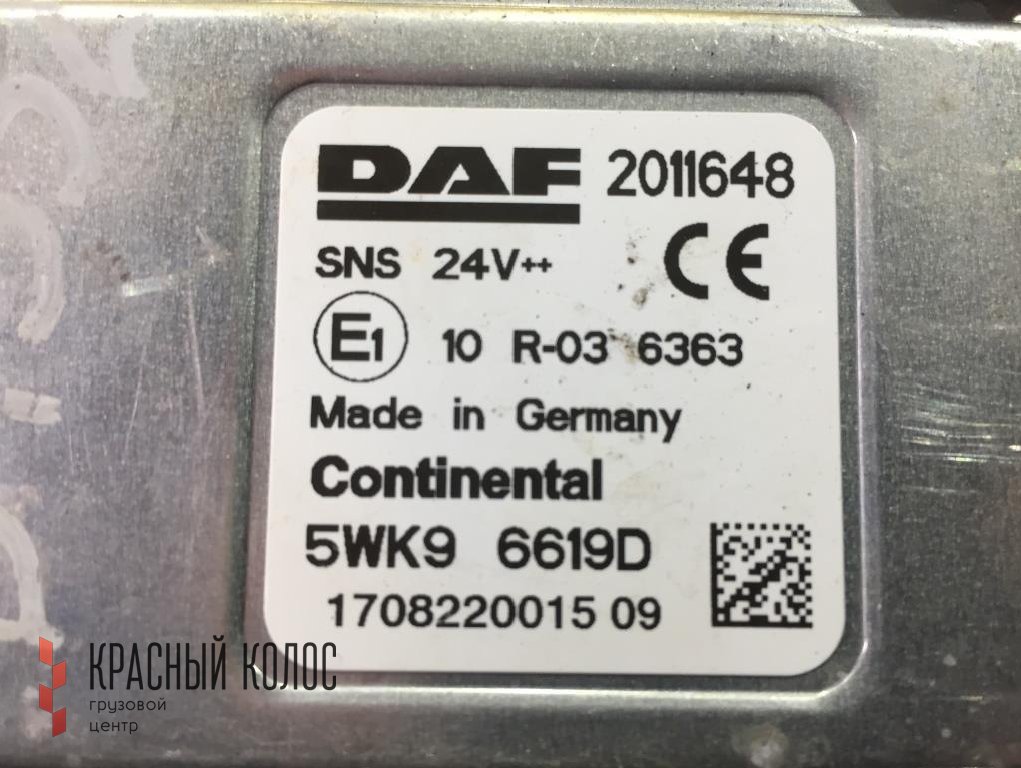 DAF 2011648
SNS 24V++ CE
E1 10 R-03 6363
Made in Germany
Continental
5WK9 6619D
1708220015 09
КРАСНЫЙ КОЛОС
грузовой
центр